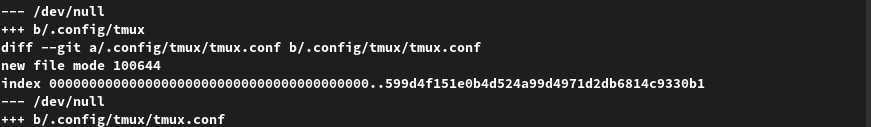 --- /dev/null
+++ b/.config/tmux
diff --git a/.config/tmux/tmux.conf b/.config/tmux/tmux.conf
new file mode 100644
index 0000000000000000000000000000000000000000..599d4f151e0b4d524a99d4971d2db6814c9330b1
--- /dev/null
+++ b/.config/tmux/tmux.conf